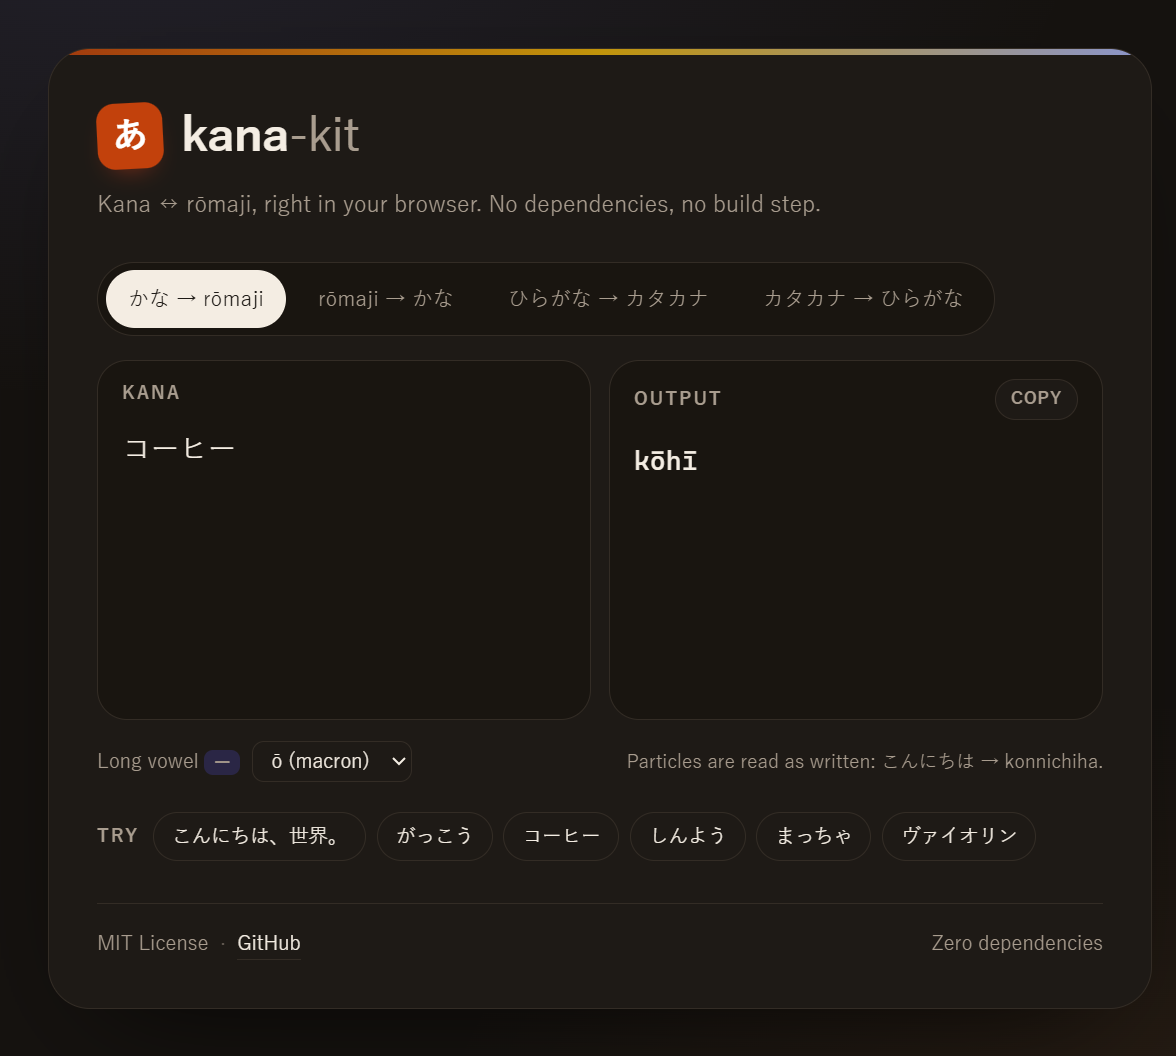 あ kana-kit
Kana ↔ rōmaji, right in your browser. No dependencies, no build step.
かな → rōmaji rōmaji → かな ひらがな → カタカナ カタカナ → ひらがな
KANA
コーヒー
OUTPUT COPY
kōhī
Long vowel ー ō (macron) Particles are read as written: こんにちは → konnichiha.
TRY こんにちは、世界。 がっこう コーヒー しんよう まっちゃ ヴァイオリン
MIT License · GitHub Zero dependencies